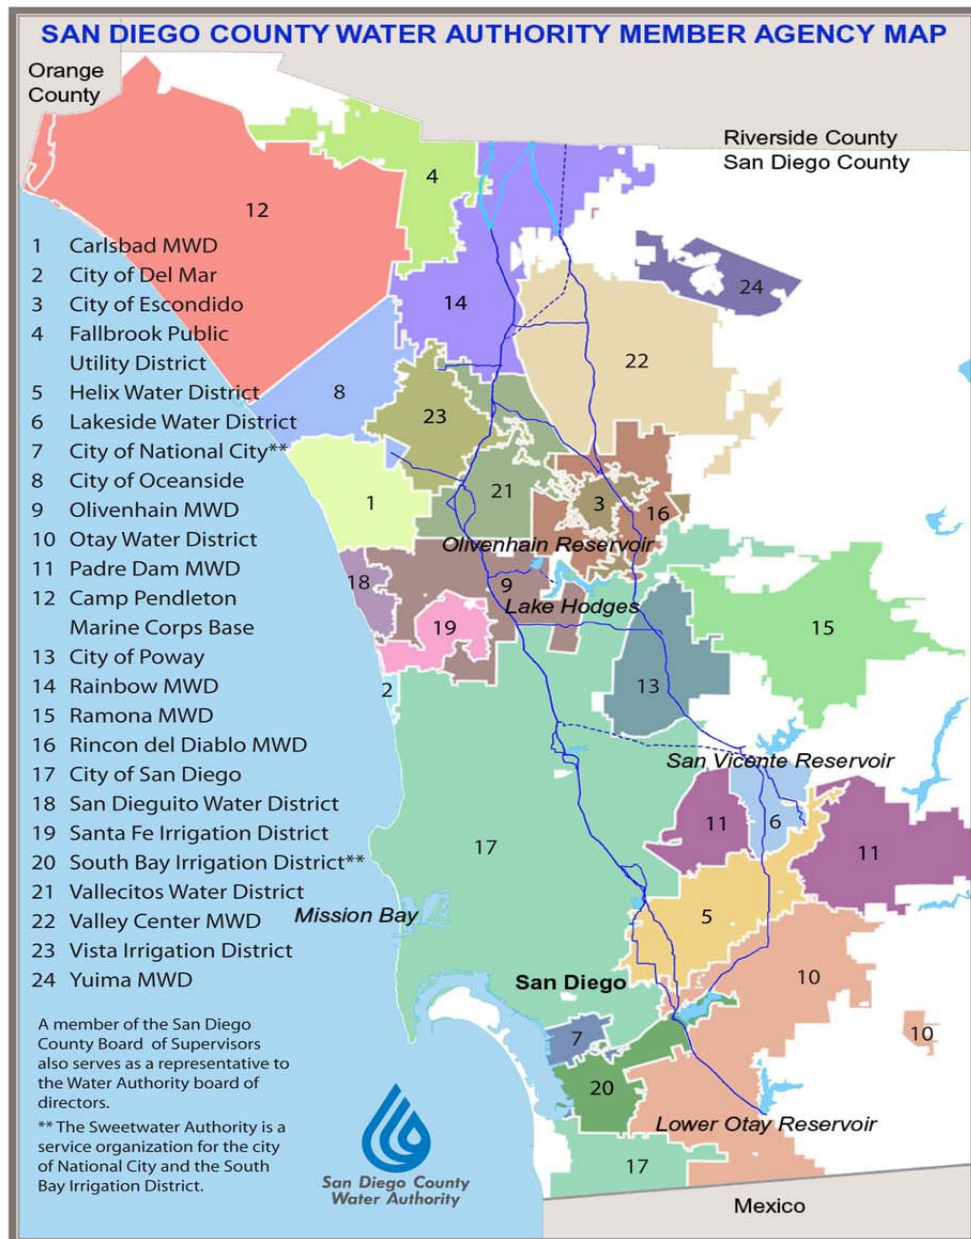 SAN DIEGO COUNTY WATER AUTHORITY MEMBER AGENCY MAP
Orange
County
Riverside County
San Diego County
4
12
24
14
22
8
23
1
21
3
16
Olivenhain Reservoir
18
9
Lake Hodges
19
15
2
13
San Vicente Reservoir
11
6
11
17
5
Mission Bay
San Diego
10
10
7
20
Lower Otay Reservoir
17
Mexico
1 Carlsbad MWD
2 City of Del Mar
3 City of Escondido
4 Fallbrook Public
Utility District
5 Helix Water District
6 Lakeside Water District
7 City of National City**
8 City of Oceanside
9 Olivenhain MWD
10 Otay Water District
11 Padre Dam MWD
12 Camp Pendleton
Marine Corps Base
13 City of Poway
14 Rainbow MWD
15 Ramona MWD
16 Rincon del Diablo MWD
17 City of San Diego
18 San Dieguito Water District
19 Santa Fe Irrigation District
20 South Bay Irrigation District**
21 Vallecitos Water District
22 Valley Center MWD
23 Vista Irrigation District
24 Yuima MWD
A member of the San Diego
County Board of Supervisors
also serves as a representative to
the Water Authority board of
directors.
** The Sweetwater Authority is a
service organization for the city
of National City and the South
Bay Irrigation District.
San Diego County
Water Authority